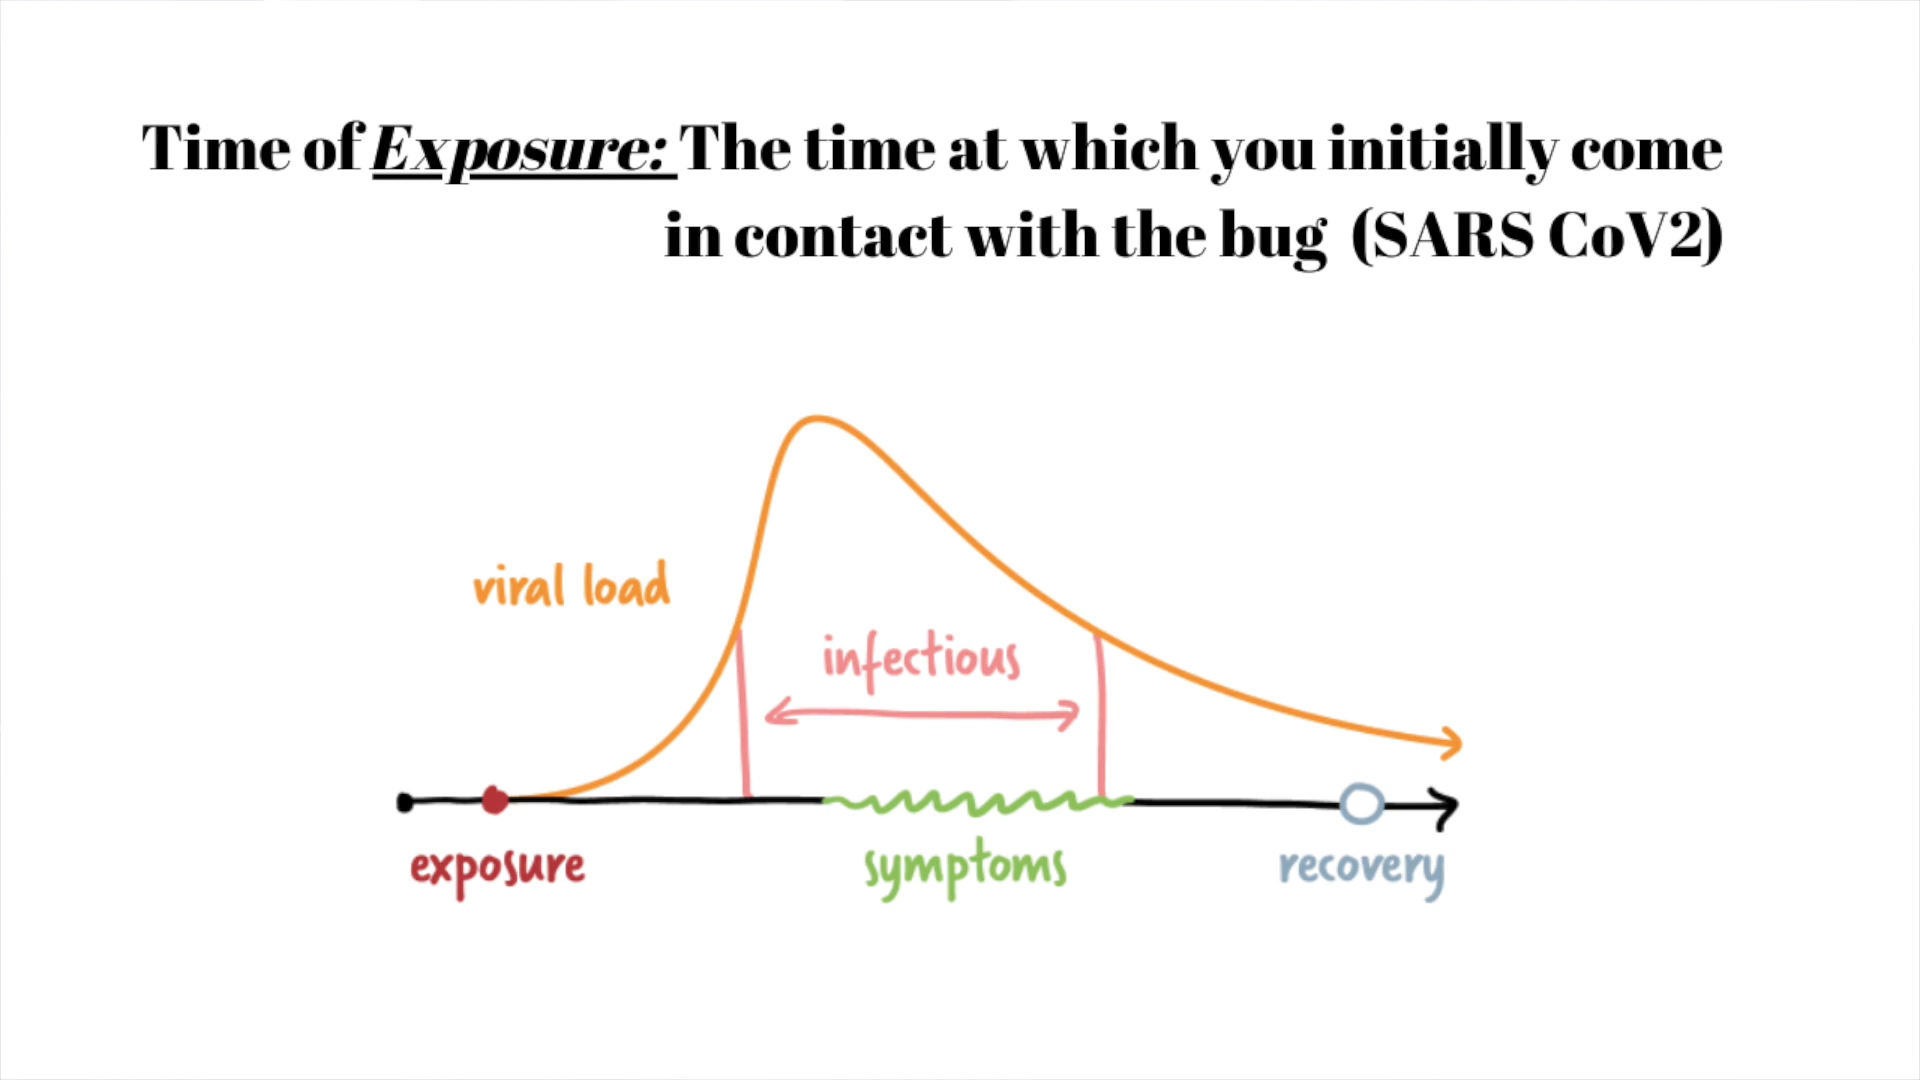 Time of Exposure: The time at which you initially come
in contact with the bug (SARS CoV2)
viral load
infectious
exposure
symptoms
recovery